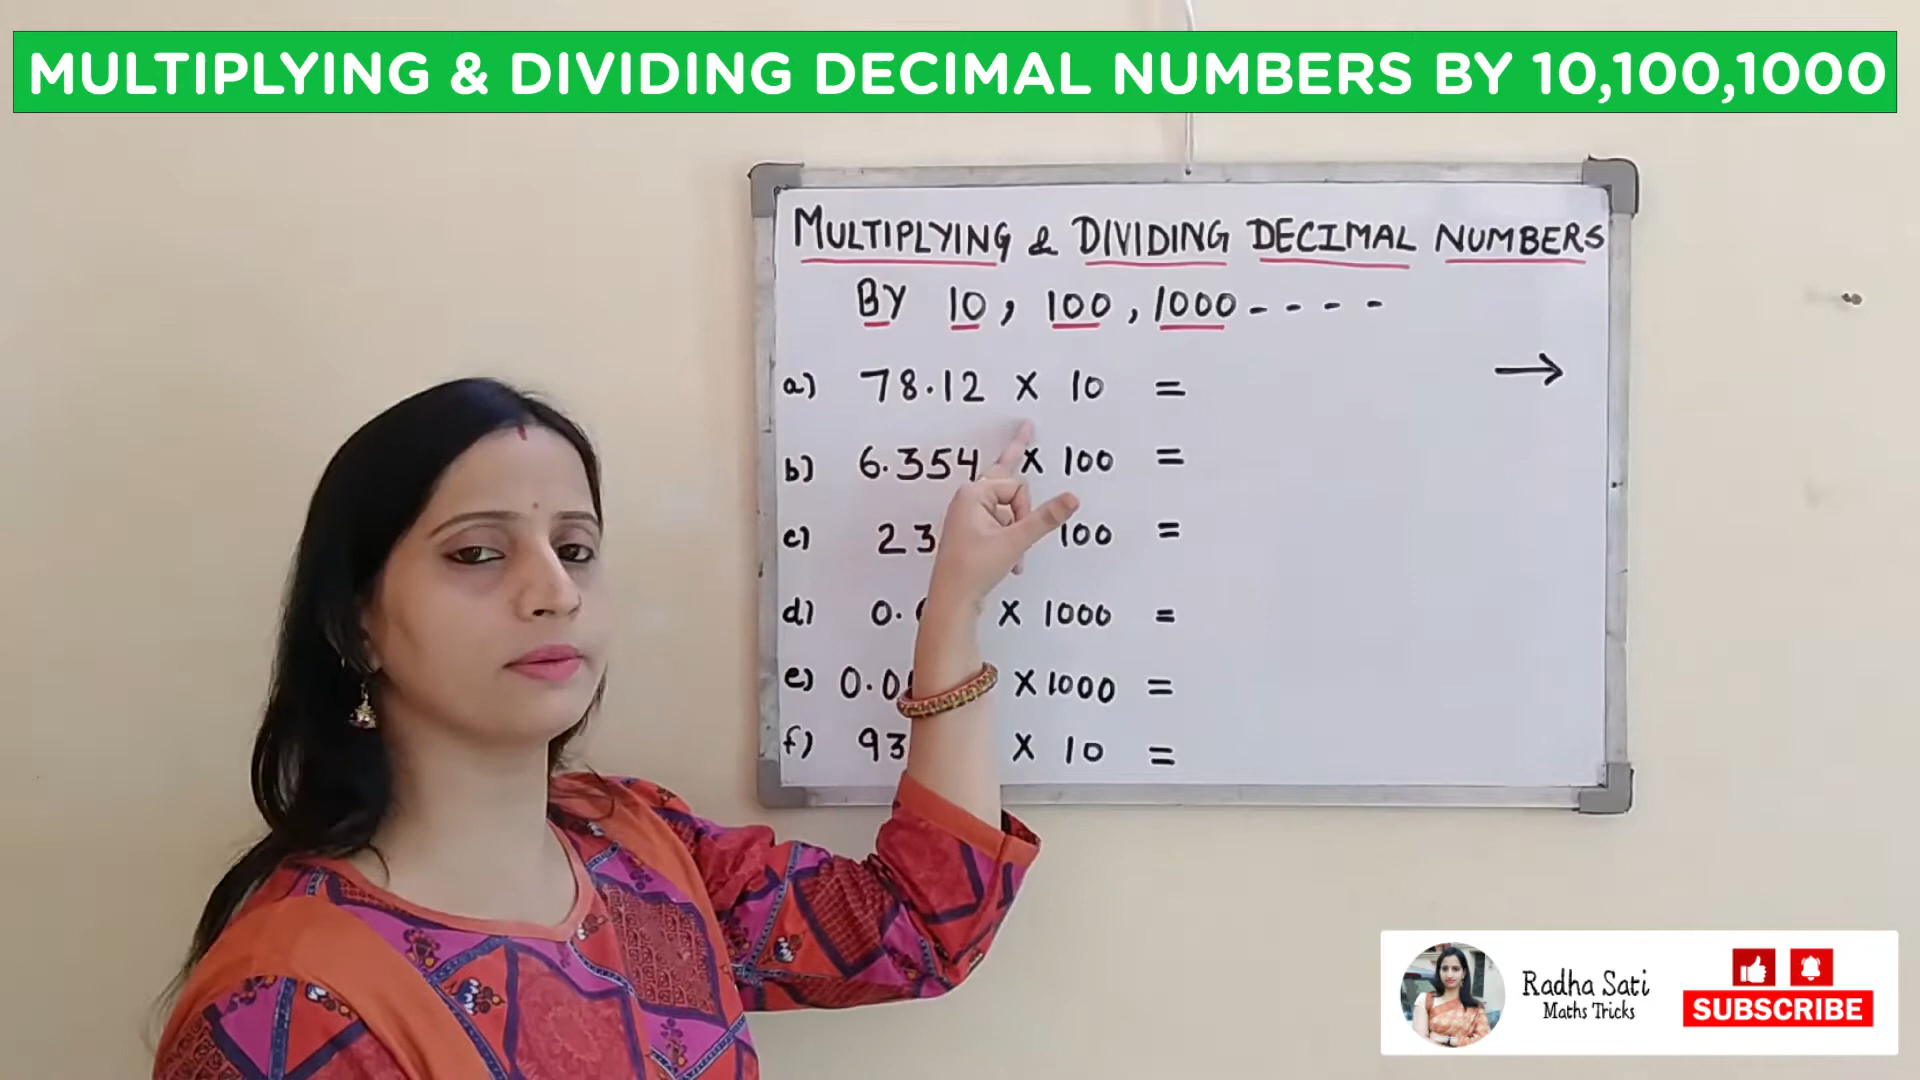 MULTIPLYING & DIVIDING DECIMAL NUMBERS BY 10,100,1000
MULTIPLYING & DIVIDING DECIMAL NUMBERS
BY 10, 100, 1000 - - - -
→
a) 78.12 × 10 =
b) 6.354 × 100 =
c) 23 100 =
d) 0. × 1000 =
e) 0.0 × 1000 =
f) 93 × 10 =
Radha Sati
Maths Tricks
SUBSCRIBE